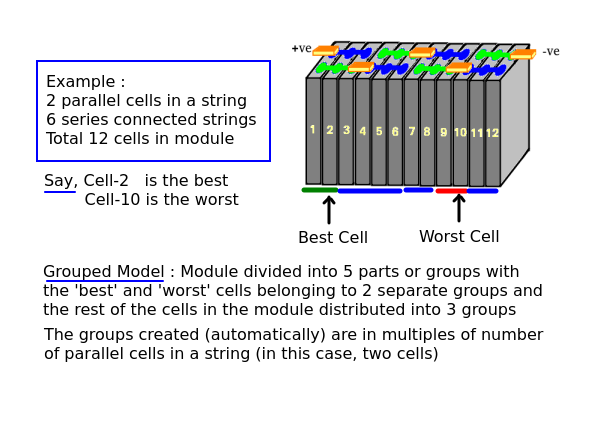 +ve
-ve
Example :
2 parallel cells in a string
6 series connected strings
Total 12 cells in module
1 2 3 4 5 6 7 8 9 10 11 12
Say, Cell-2 is the best
Cell-10 is the worst
Best Cell
Worst Cell
Grouped Model : Module divided into 5 parts or groups with
the 'best' and 'worst' cells belonging to 2 separate groups and
the rest of the cells in the module distributed into 3 groups
The groups created (automatically) are in multiples of number
of parallel cells in a string (in this case, two cells)